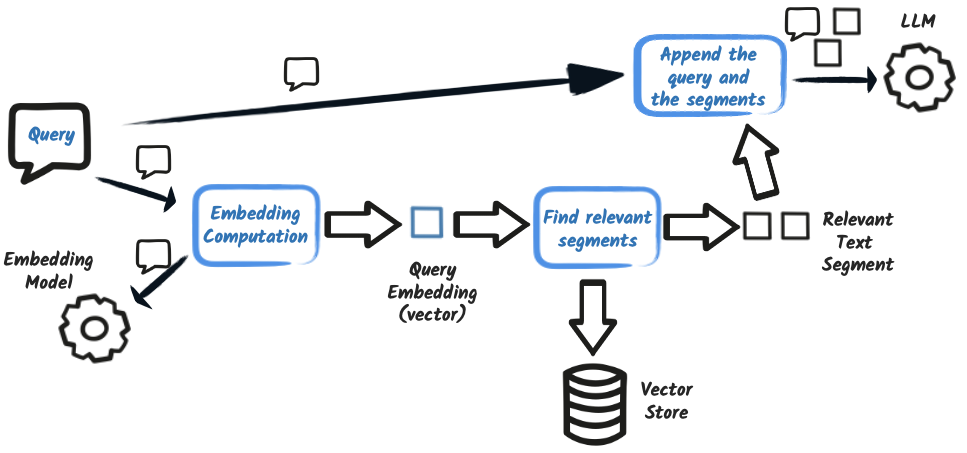 LLM
Append the
query and
the segments
Query
Embedding
Computation
Find relevant
segments
Relevant
Text
Segment
Embedding
Model
Query
Embedding
(vector)
Vector
Store